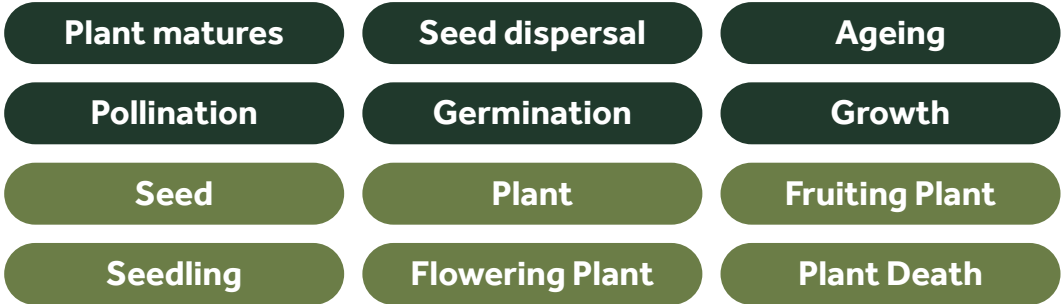 Plant matures
Seed dispersal
Ageing
Pollination
Germination
Growth
Seed
Plant
Fruiting Plant
Seedling
Flowering Plant
Plant Death